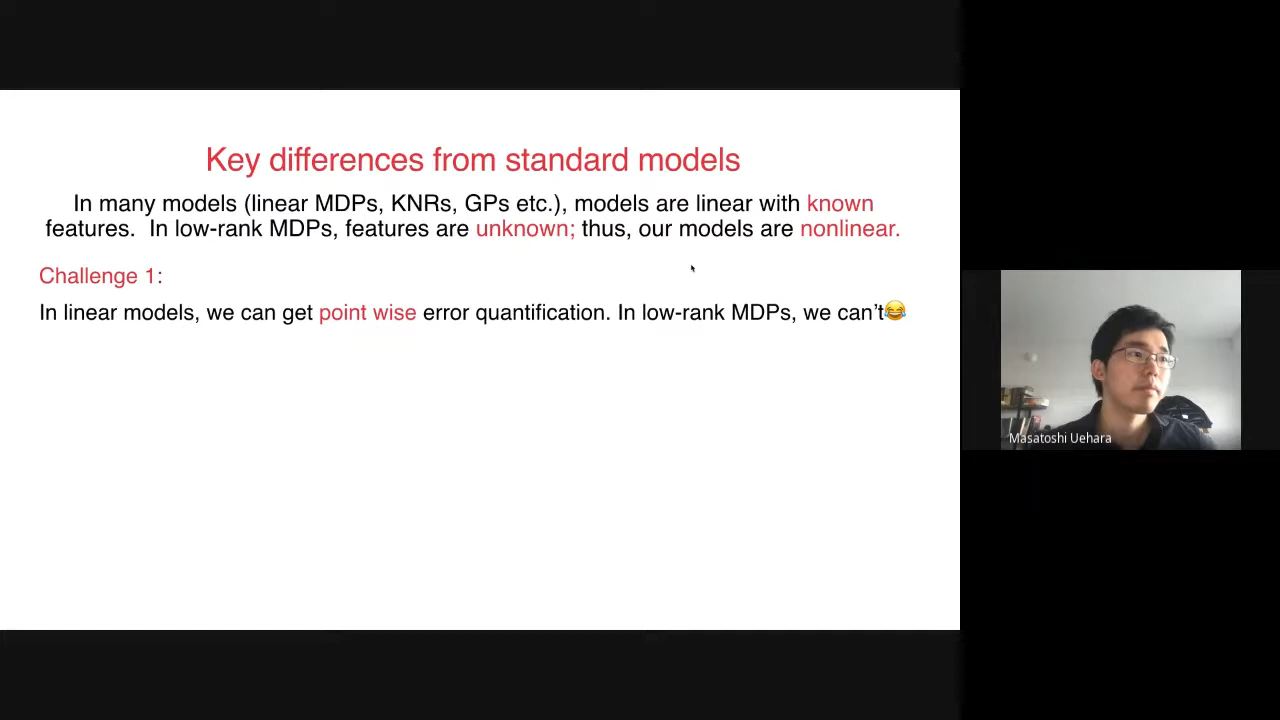 Key differences from standard models
In many models (linear MDPs, KNRs, GPs etc.), models are linear with known
features.  In low-rank MDPs, features are unknown; thus, our models are nonlinear.
Challenge 1:
In linear models, we can get point wise error quantification. In low-rank MDPs, we can’t😂
Masatoshi Uehara